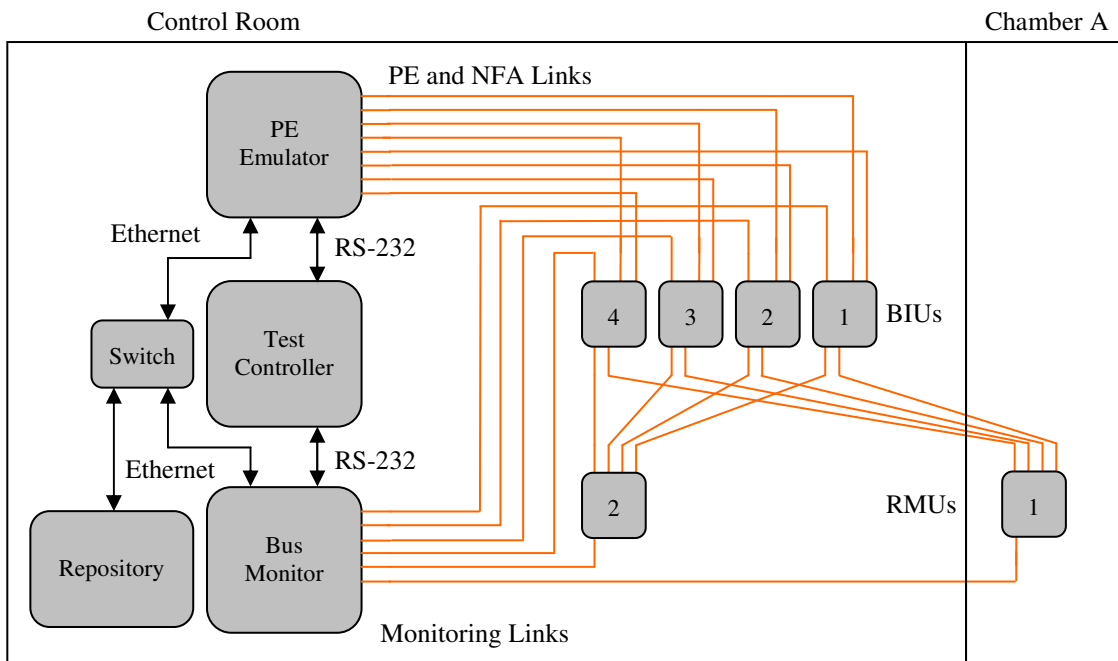 Control Room
Chamber A
PE and NFA Links
PE
Emulator
Ethernet
RS-232
4
3
2
1
BIUs
Switch
Test
Controller
Ethernet
RS-232
2
RMUs
1
Repository
Bus
Monitor
Monitoring Links